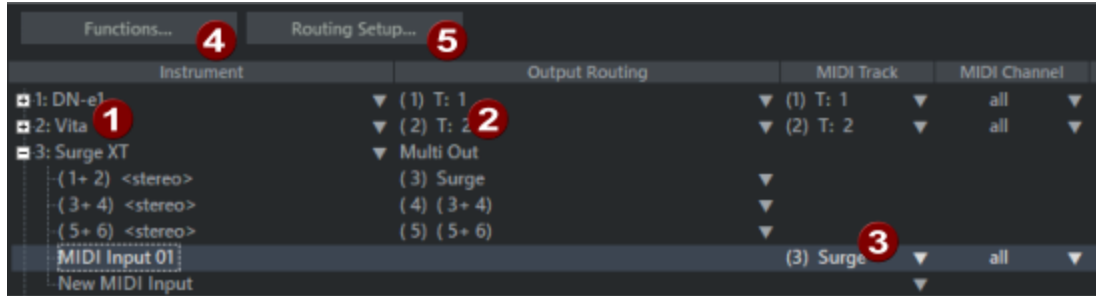 Functions... 4 Routing Setup... 5
Instrument Output Routing MIDI Track MIDI Channel
1: DN-e1 (1) T: 1 (1) T: 1 all
2: Vita 1 (2) T: 2 2 (2) T: 2 all
3: Surge XT Multi Out
(1+ 2) <stereo> (3) Surge
(3+ 4) <stereo> (4) (3+ 4)
(5+ 6) <stereo> (5) (5+ 6) 3
MIDI Input 01 (3) Surge all
New MIDI Input